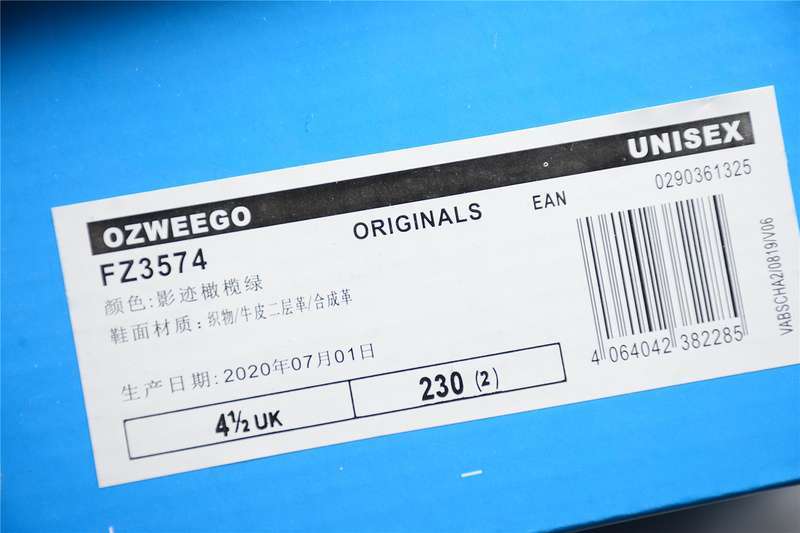 OZWEEGO
UNISEX
FZ3574
ORIGINALS
EAN
0290361325
颜色:影迹橄榄绿
鞋面材质:织物/牛皮二层革/合成革
生产日期:2020年07月01日
4½ UK
230 (2)
4 064042 382285
VABSCHA2/0819/V06